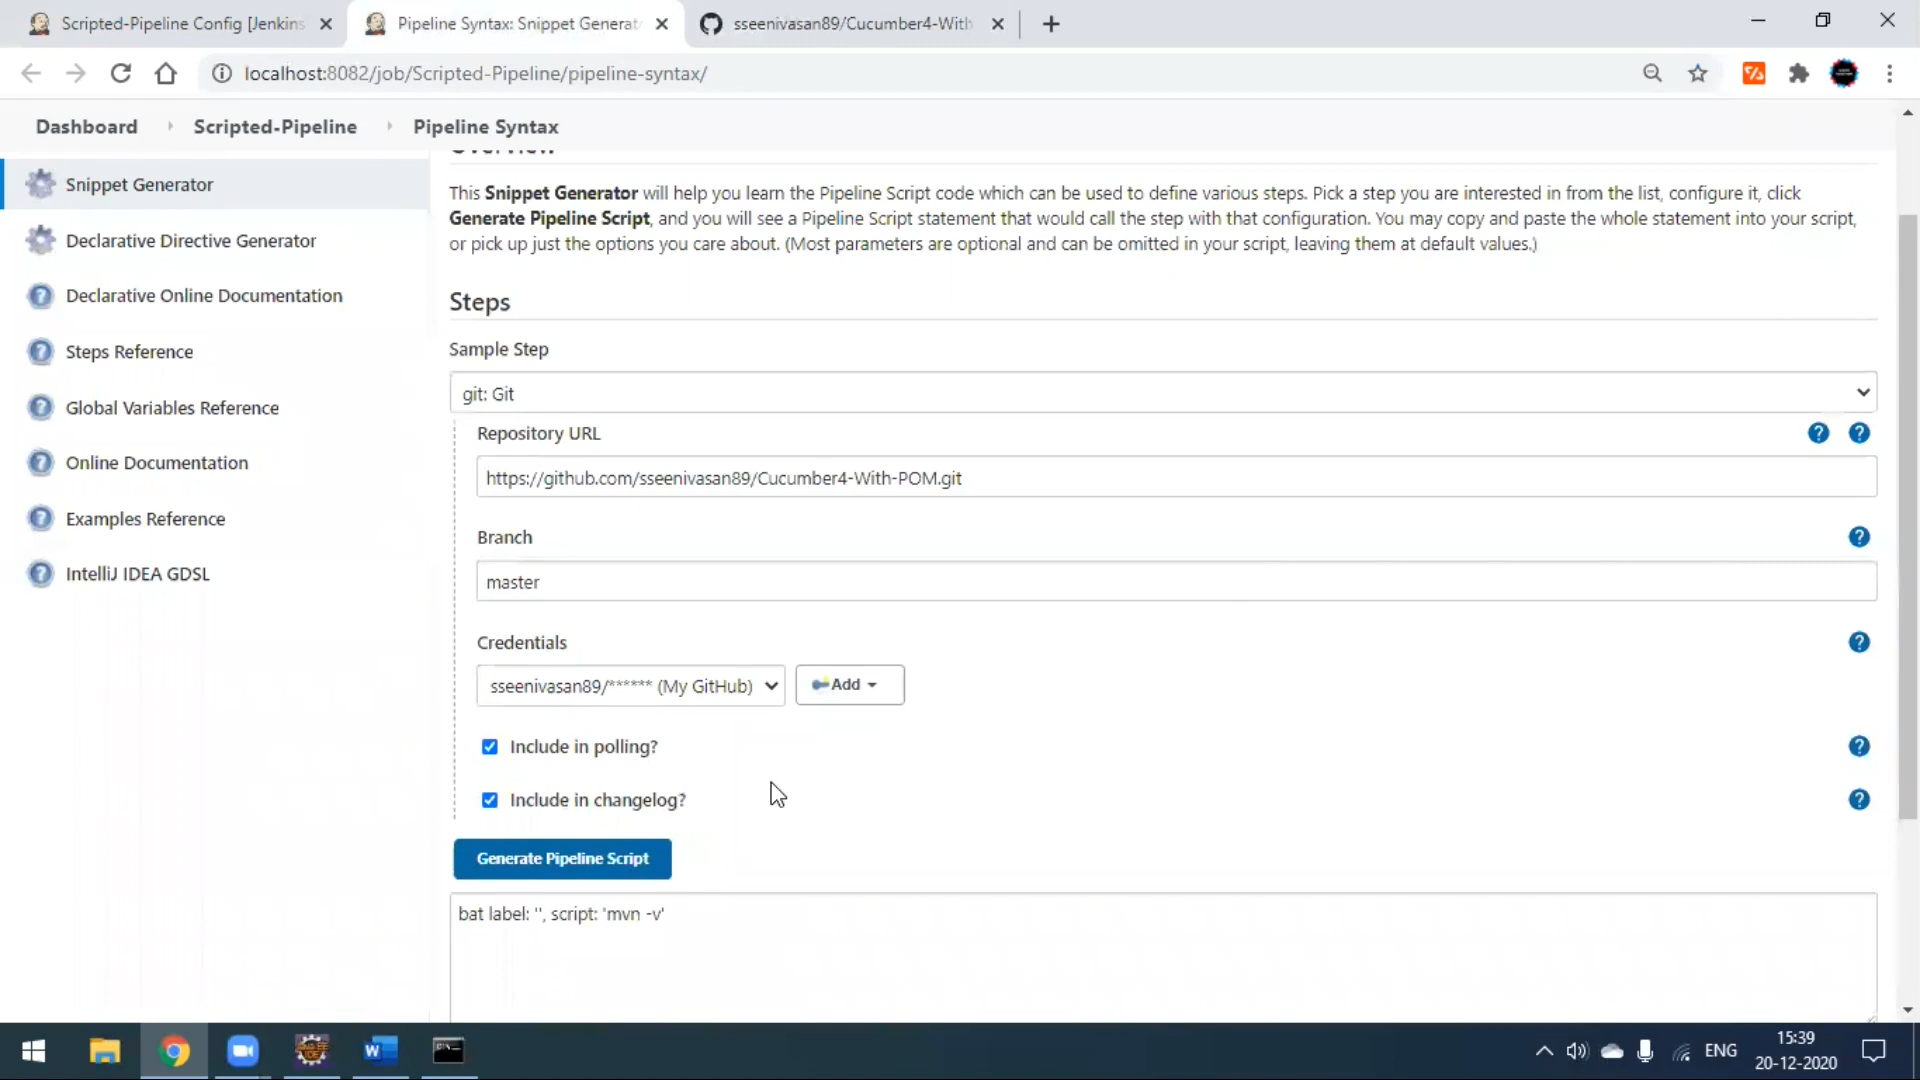 Scripted-Pipeline Config [Jenkins
Pipeline Syntax: Snippet Generat
sseenivasan89/Cucumber4-With
localhost:8082/job/Scripted-Pipeline/pipeline-syntax/
Dashboard
Scripted-Pipeline
Pipeline Syntax
Overview
Snippet Generator
Declarative Directive Generator
Declarative Online Documentation
Steps Reference
Global Variables Reference
Online Documentation
Examples Reference
IntelliJ IDEA GDSL
This Snippet Generator will help you learn the Pipeline Script code which can be used to define various steps. Pick a step you are interested in from the list, configure it, click
Generate Pipeline Script, and you will see a Pipeline Script statement that would call the step with that configuration. You may copy and paste the whole statement into your script,
or pick up just the options you care about. (Most parameters are optional and can be omitted in your script, leaving them at default values.)
Steps
Sample Step
git: Git
Repository URL
https://github.com/sseenivasan89/Cucumber4-With-POM.git
Branch
master
Credentials
sseenivasan89/****** (My GitHub)
Add
Include in polling?
Include in changelog?
Generate Pipeline Script
bat label: '', script: 'mvn -v'
ENG
15:39
20-12-2020